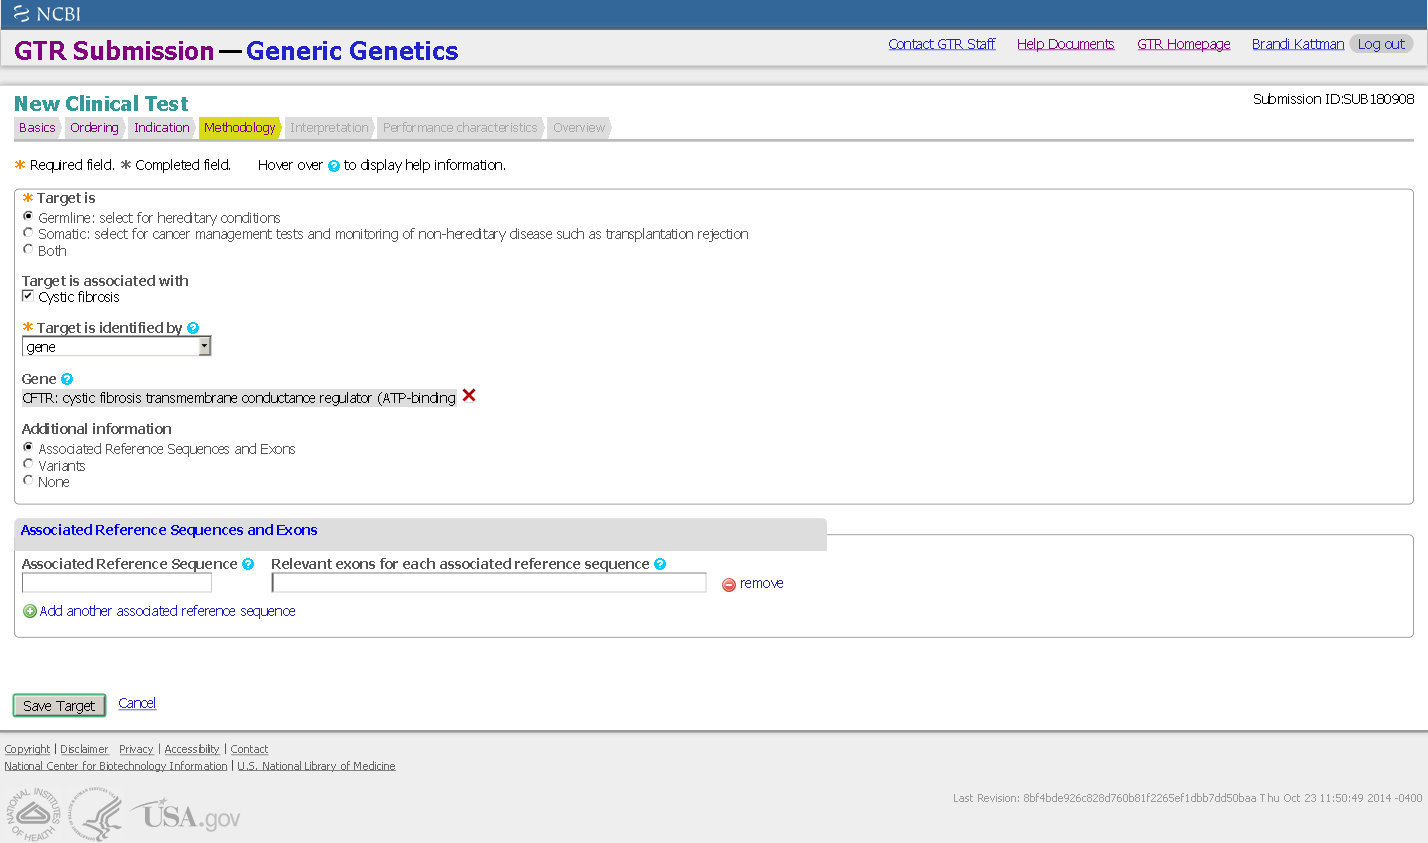 NCBI
GTR Submission — Generic Genetics
Contact GTR Staff Help Documents GTR Homepage Brandi Kattman Log out
New Clinical Test
Submission ID:SUB180908
Basics Ordering Indication Methodology Interpretation Performance characteristics Overview
* Required field. * Completed field. Hover over ? to display help information.
* Target is
Germline: select for hereditary conditions
Somatic: select for cancer management tests and monitoring of non-hereditary disease such as transplantation rejection
Both
Target is associated with
Cystic fibrosis
* Target is identified by ?
gene
Gene ?
CFTR: cystic fibrosis transmembrane conductance regulator (ATP-binding
Additional information
Associated Reference Sequences and Exons
Variants
None
Associated Reference Sequences and Exons
Associated Reference Sequence ? Relevant exons for each associated reference sequence ?
remove
Add another associated reference sequence
Save Target Cancel
Copyright | Disclaimer Privacy | Accessibility | Contact
National Center for Biotechnology Information | U.S. National Library of Medicine
NATIONAL INSTITUTES OF HEALTH
USA.gov
Last Revision: 8bf4bde926c828d760b81f2265ef1dbb7dd50baa Thu Oct 23 11:50:49 2014 -0400